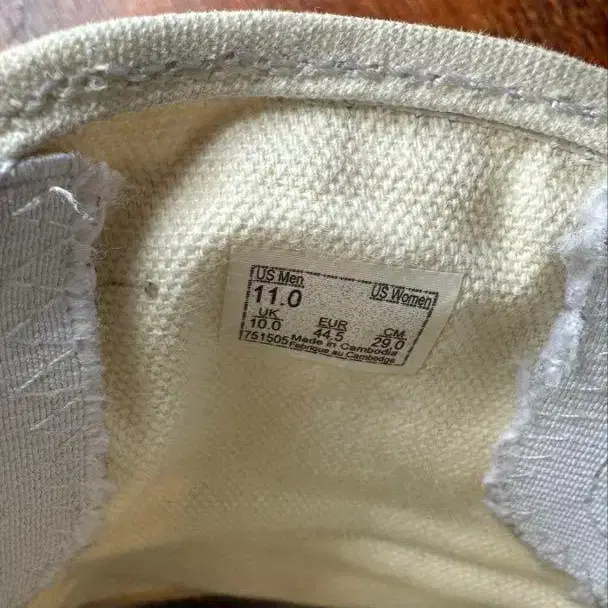 US Men US Women
11.0
UK EUR CM
10.0 44.5 29.0
751505 Made in Cambodia
Fabrique au Cambodge